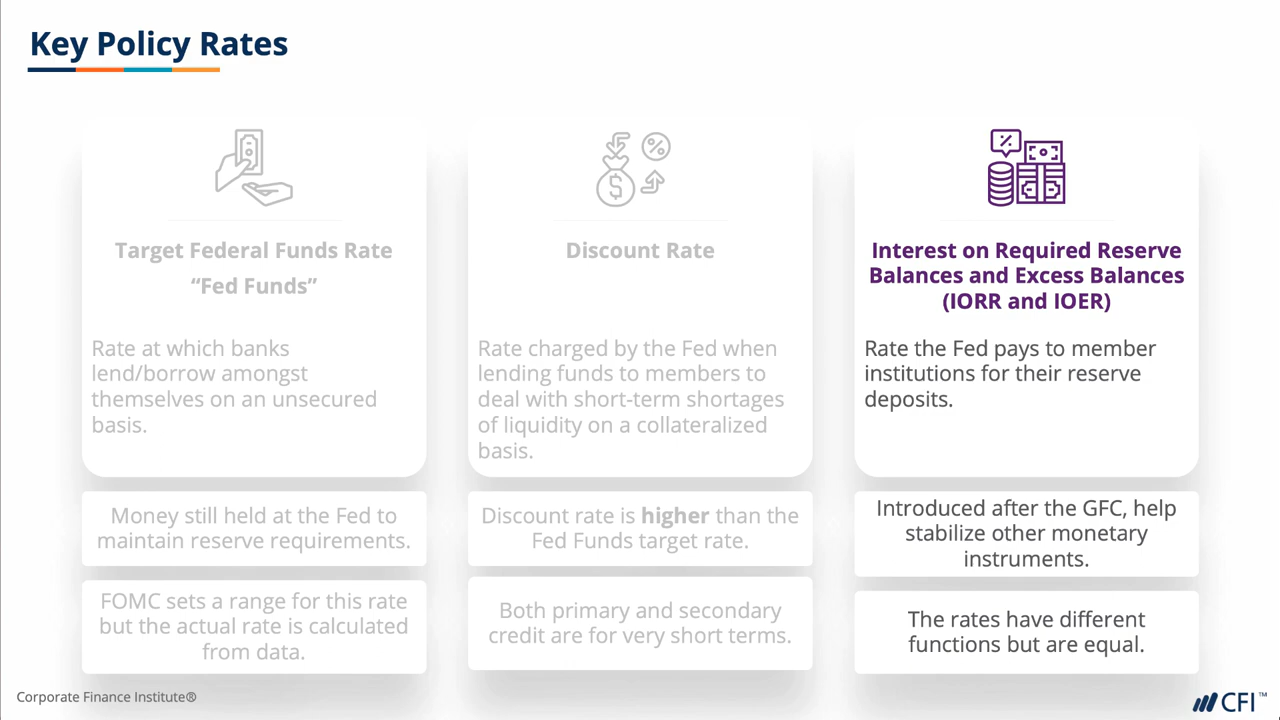 Key Policy Rates
Target Federal Funds Rate
“Fed Funds”
Rate at which banks
lend/borrow amongst
themselves on an unsecured
basis.
Money still held at the Fed to
maintain reserve requirements.
FOMC sets a range for this rate
but the actual rate is calculated
from data.
Discount Rate
Rate charged by the Fed when
lending funds to members to
deal with short-term shortages
of liquidity on a collateralized
basis.
Discount rate is higher than the
Fed Funds target rate.
Both primary and secondary
credit are for very short terms.
Interest on Required Reserve
Balances and Excess Balances
(IORR and IOER)
Rate the Fed pays to member
institutions for their reserve
deposits.
Introduced after the GFC, help
stabilize other monetary
instruments.
The rates have different
functions but are equal.
Corporate Finance Institute®
CFI™